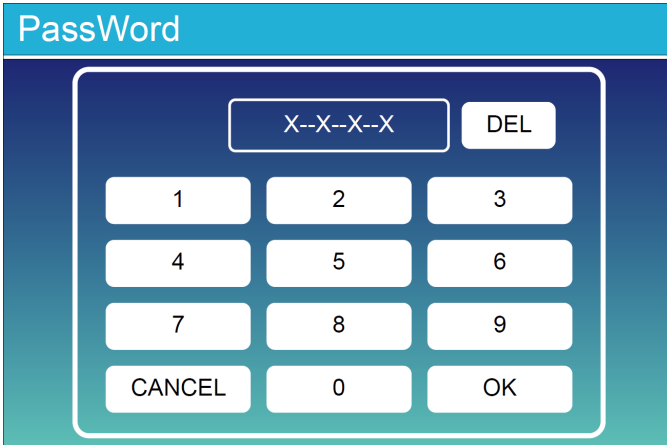 PassWord
X--X--X--X DEL
1 2 3
4 5 6
7 8 9
CANCEL 0 OK